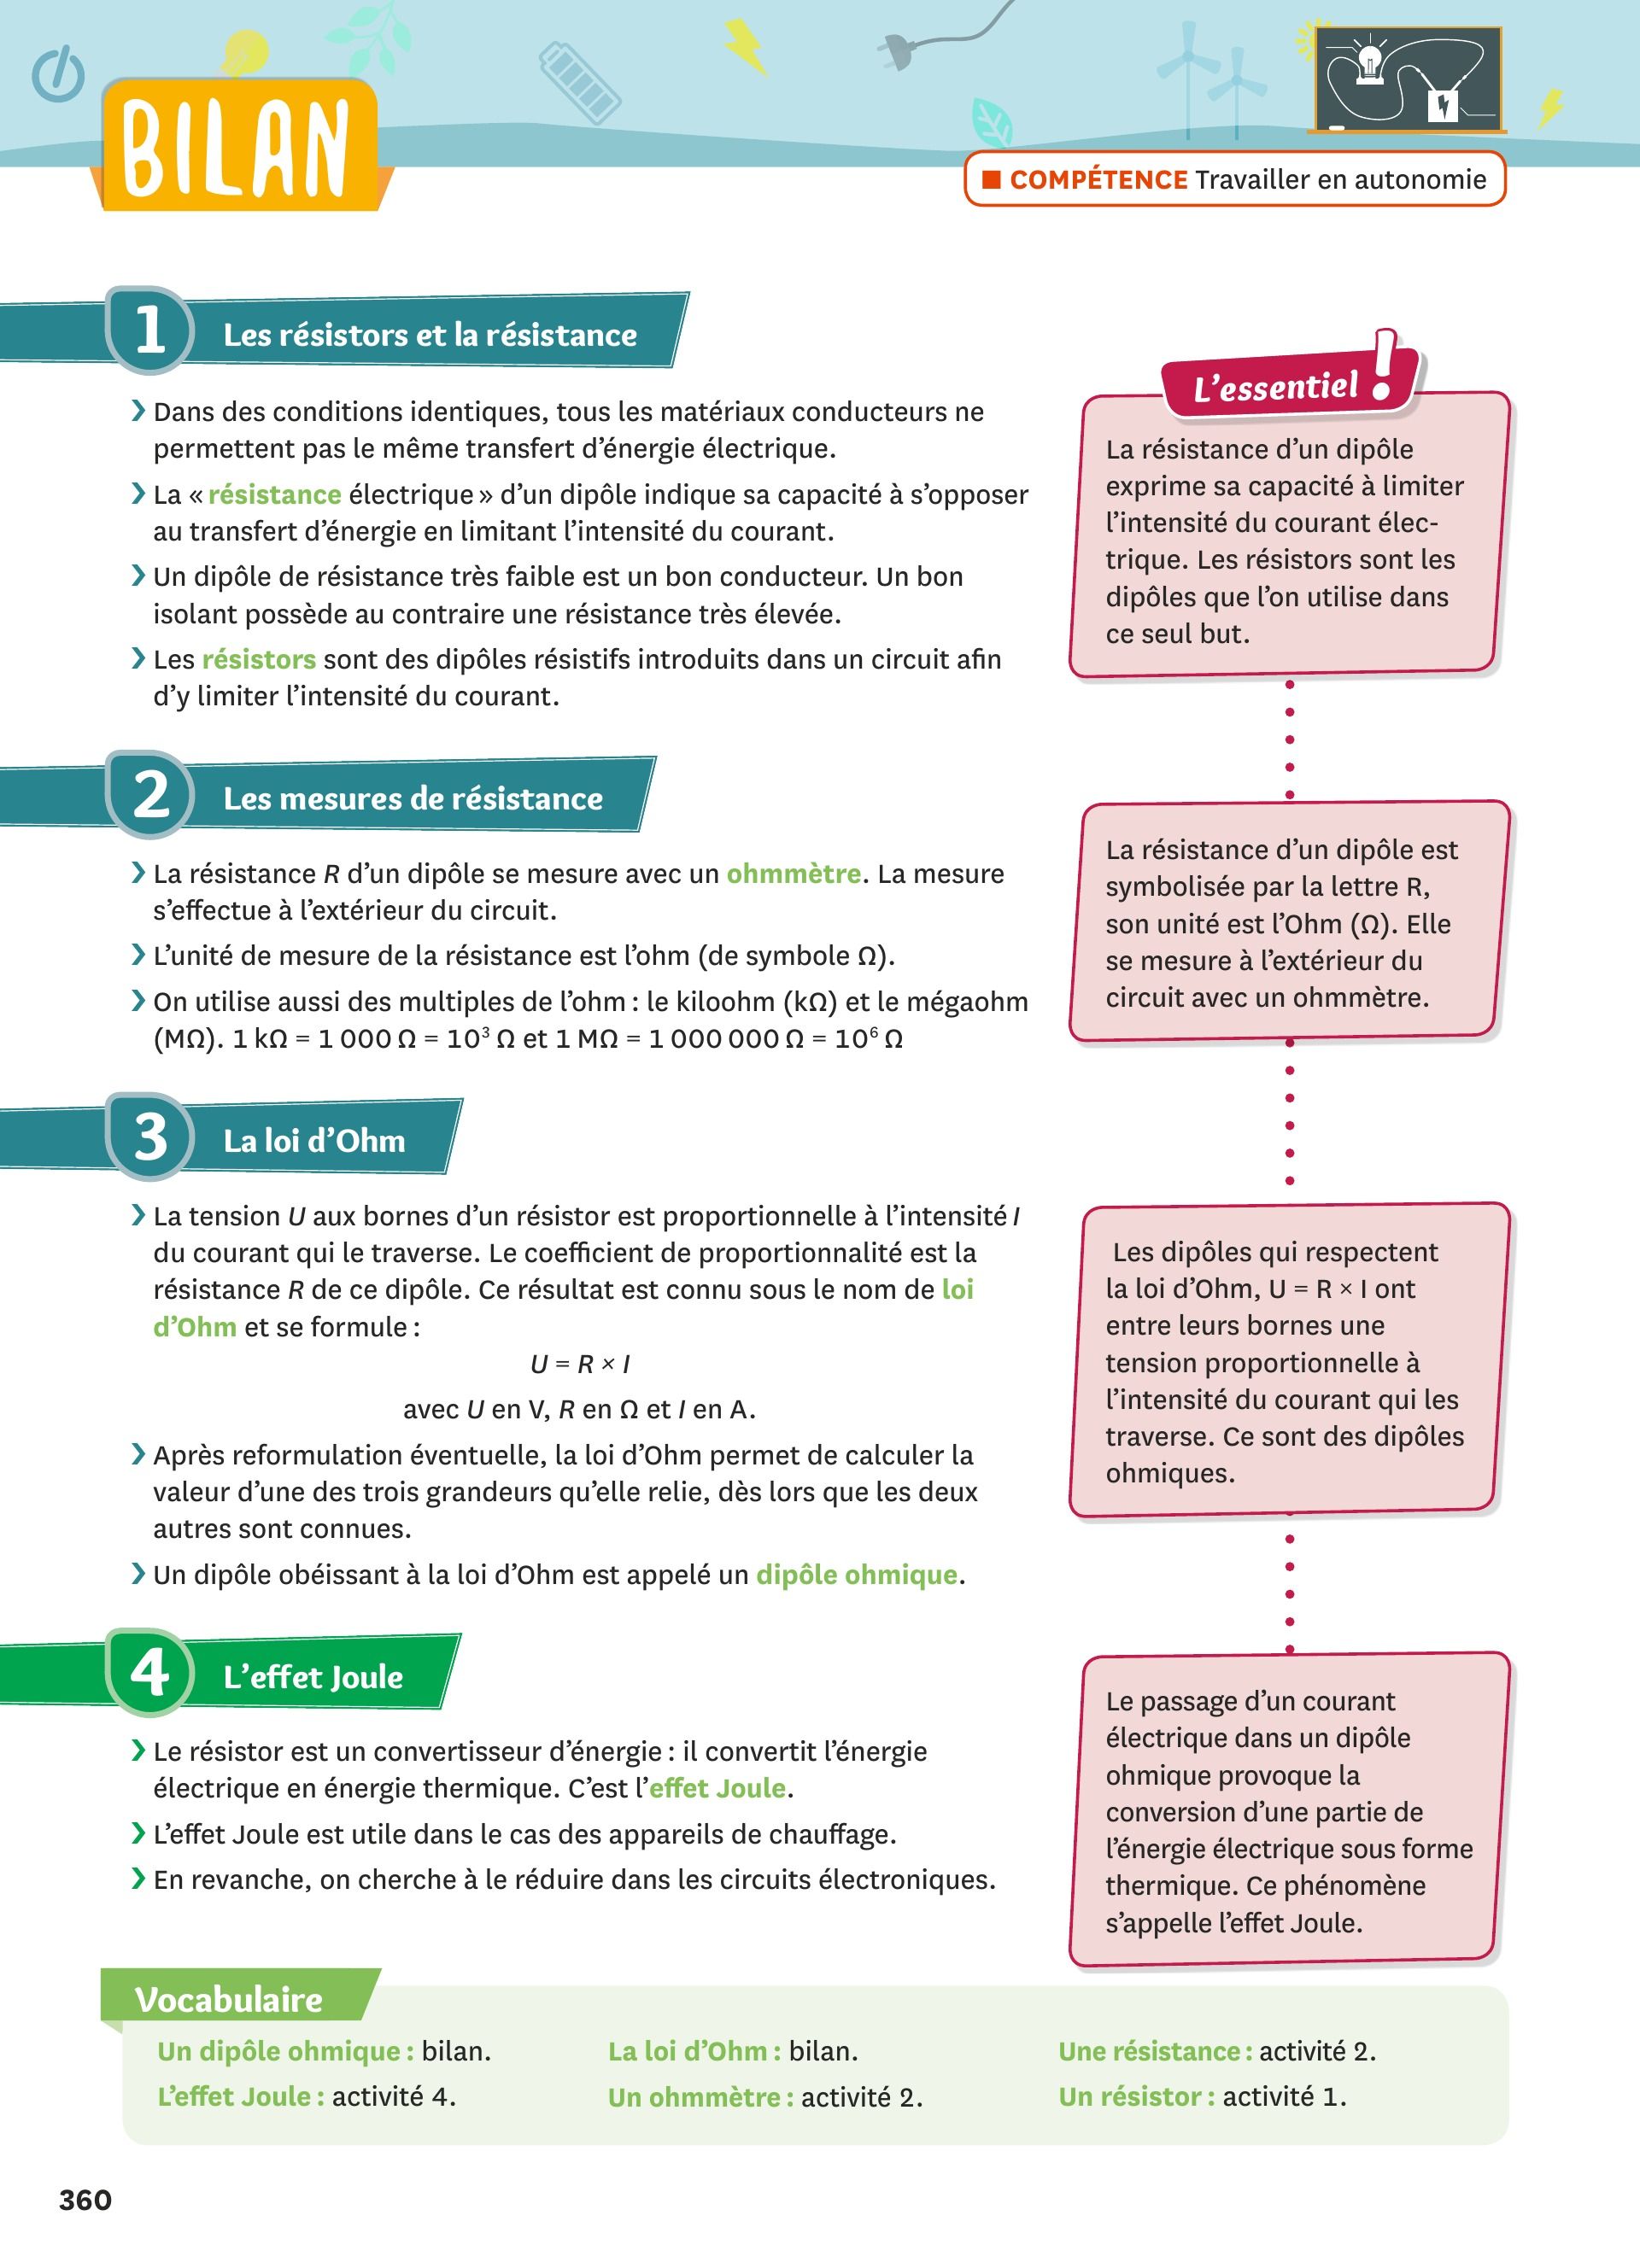 BILAN
■ COMPÉTENCE Travailler en autonomie
1 Les résistors et la résistance
❯ Dans des conditions identiques, tous les matériaux conducteurs ne
permettent pas le même transfert d’énergie électrique.
❯ La « résistance électrique » d’un dipôle indique sa capacité à s’opposer
au transfert d’énergie en limitant l’intensité du courant.
❯ Un dipôle de résistance très faible est un bon conducteur. Un bon
isolant possède au contraire une résistance très élevée.
❯ Les résistors sont des dipôles résistifs introduits dans un circuit afin
d’y limiter l’intensité du courant.
L’essentiel !
La résistance d’un dipôle
exprime sa capacité à limiter
l’intensité du courant élec-
trique. Les résistors sont les
dipôles que l’on utilise dans
ce seul but.
2 Les mesures de résistance
❯ La résistance R d’un dipôle se mesure avec un ohmmètre. La mesure
s’effectue à l’extérieur du circuit.
❯ L’unité de mesure de la résistance est l’ohm (de symbole Ω).
❯ On utilise aussi des multiples de l’ohm : le kiloohm (kΩ) et le mégaohm
(MΩ). 1 kΩ = 1 000 Ω = 10³ Ω et 1 MΩ = 1 000 000 Ω = 10⁶ Ω
La résistance d’un dipôle est
symbolisée par la lettre R,
son unité est l’Ohm (Ω). Elle
se mesure à l’extérieur du
circuit avec un ohmmètre.
3 La loi d’Ohm
❯ La tension U aux bornes d’un résistor est proportionnelle à l’intensité I
du courant qui le traverse. Le coefficient de proportionnalité est la
résistance R de ce dipôle. Ce résultat est connu sous le nom de loi
d’Ohm et se formule :
U = R × I
avec U en V, R en Ω et I en A.
❯ Après reformulation éventuelle, la loi d’Ohm permet de calculer la
valeur d’une des trois grandeurs qu’elle relie, dès lors que les deux
autres sont connues.
❯ Un dipôle obéissant à la loi d’Ohm est appelé un dipôle ohmique.
Les dipôles qui respectent
la loi d’Ohm, U = R × I ont
entre leurs bornes une
tension proportionnelle à
l’intensité du courant qui les
traverse. Ce sont des dipôles
ohmiques.
4 L’effet Joule
❯ Le résistor est un convertisseur d’énergie : il convertit l’énergie
électrique en énergie thermique. C’est l’effet Joule.
❯ L’effet Joule est utile dans le cas des appareils de chauffage.
❯ En revanche, on cherche à le réduire dans les circuits électroniques.
Le passage d’un courant
électrique dans un dipôle
ohmique provoque la
conversion d’une partie de
l’énergie électrique sous forme
thermique. Ce phénomène
s’appelle l’effet Joule.
Vocabulaire
Un dipôle ohmique : bilan.
L’effet Joule : activité 4.
La loi d’Ohm : bilan.
Un ohmmètre : activité 2.
Une résistance : activité 2.
Un résistor : activité 1.
360